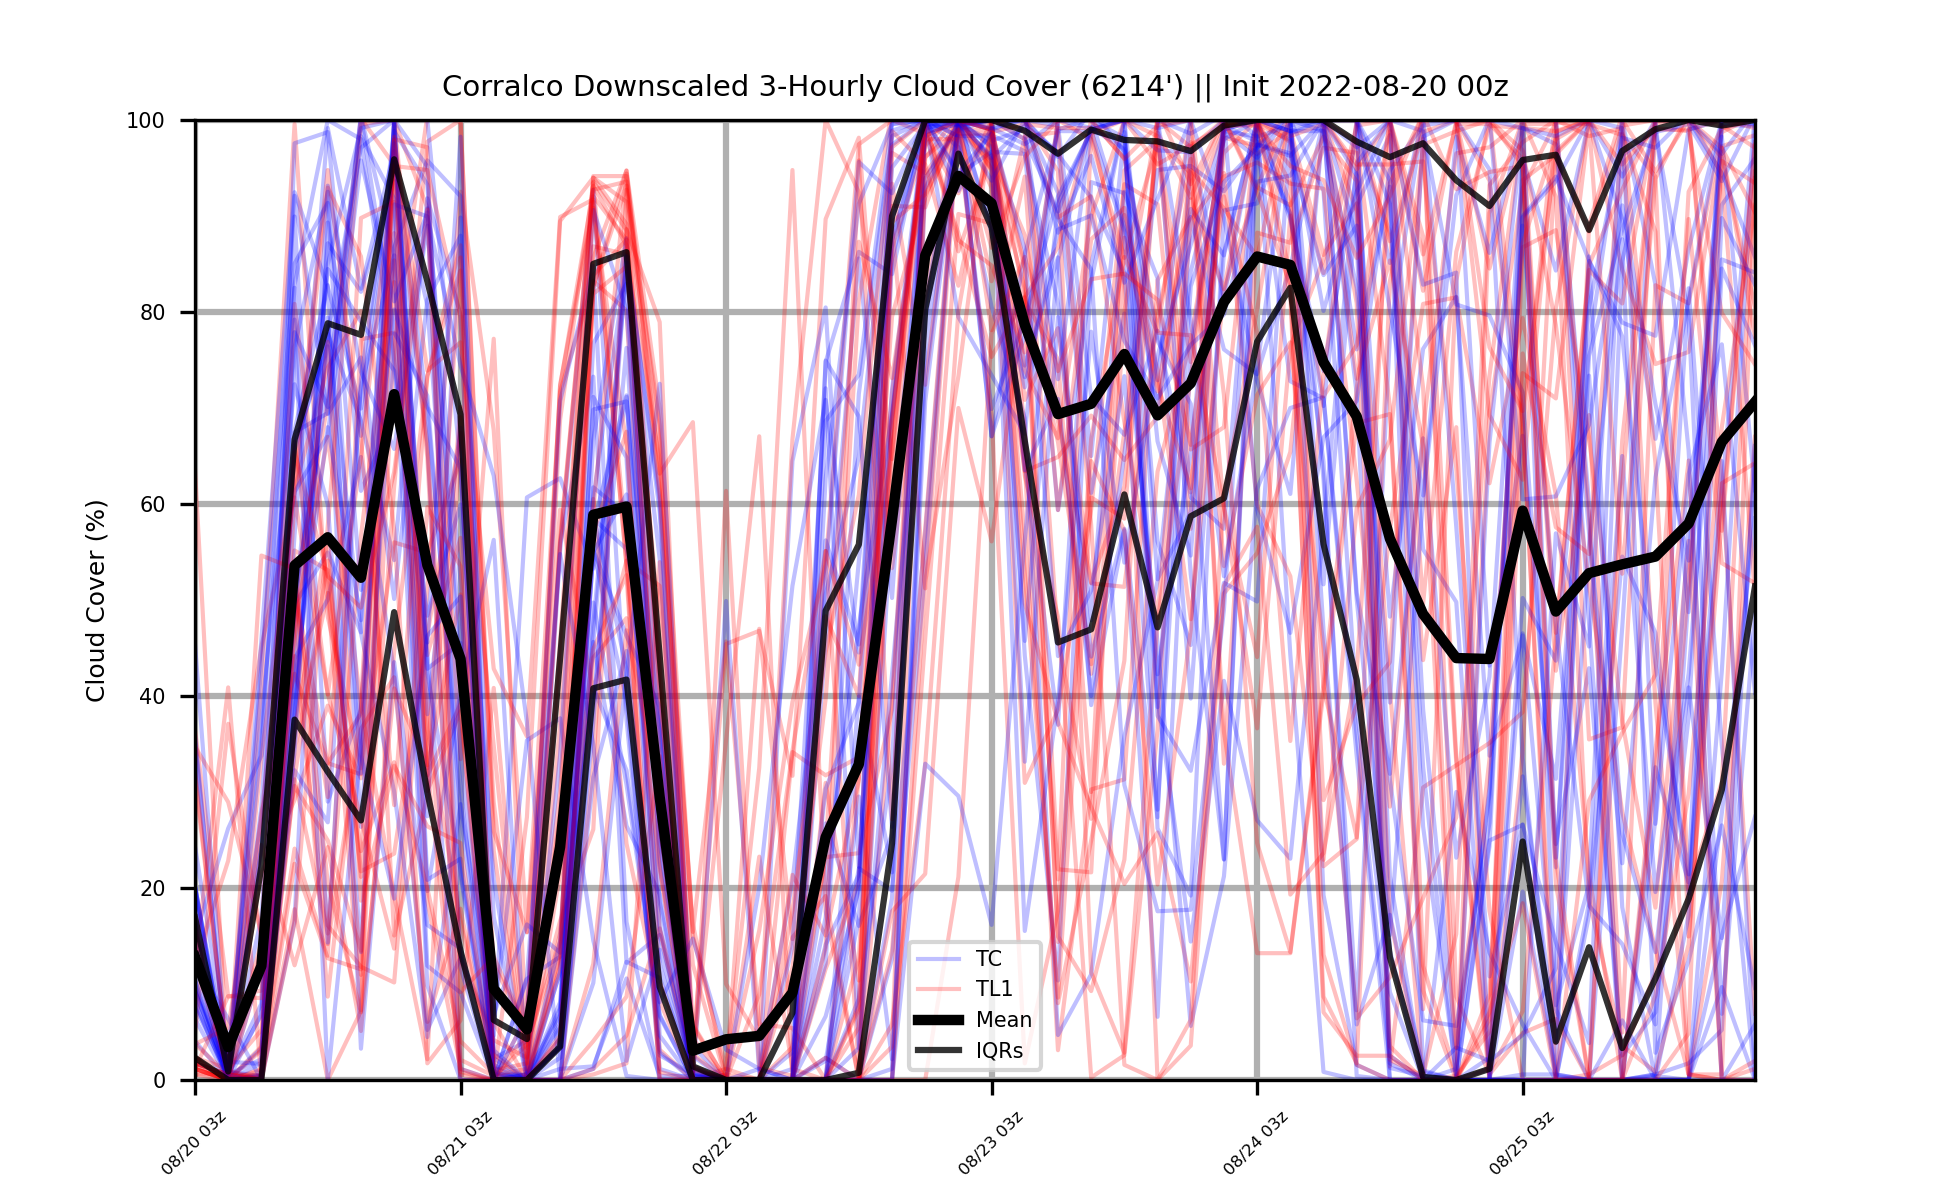 Corralco Downscaled 3-Hourly Cloud Cover (6214') || Init 2022-08-20 00z
Cloud Cover (%)
100
80
60
40
20
0
TC
TL1
Mean
IQRs
08/20 03z
08/21 03z
08/22 03z
08/23 03z
08/24 03z
08/25 03z